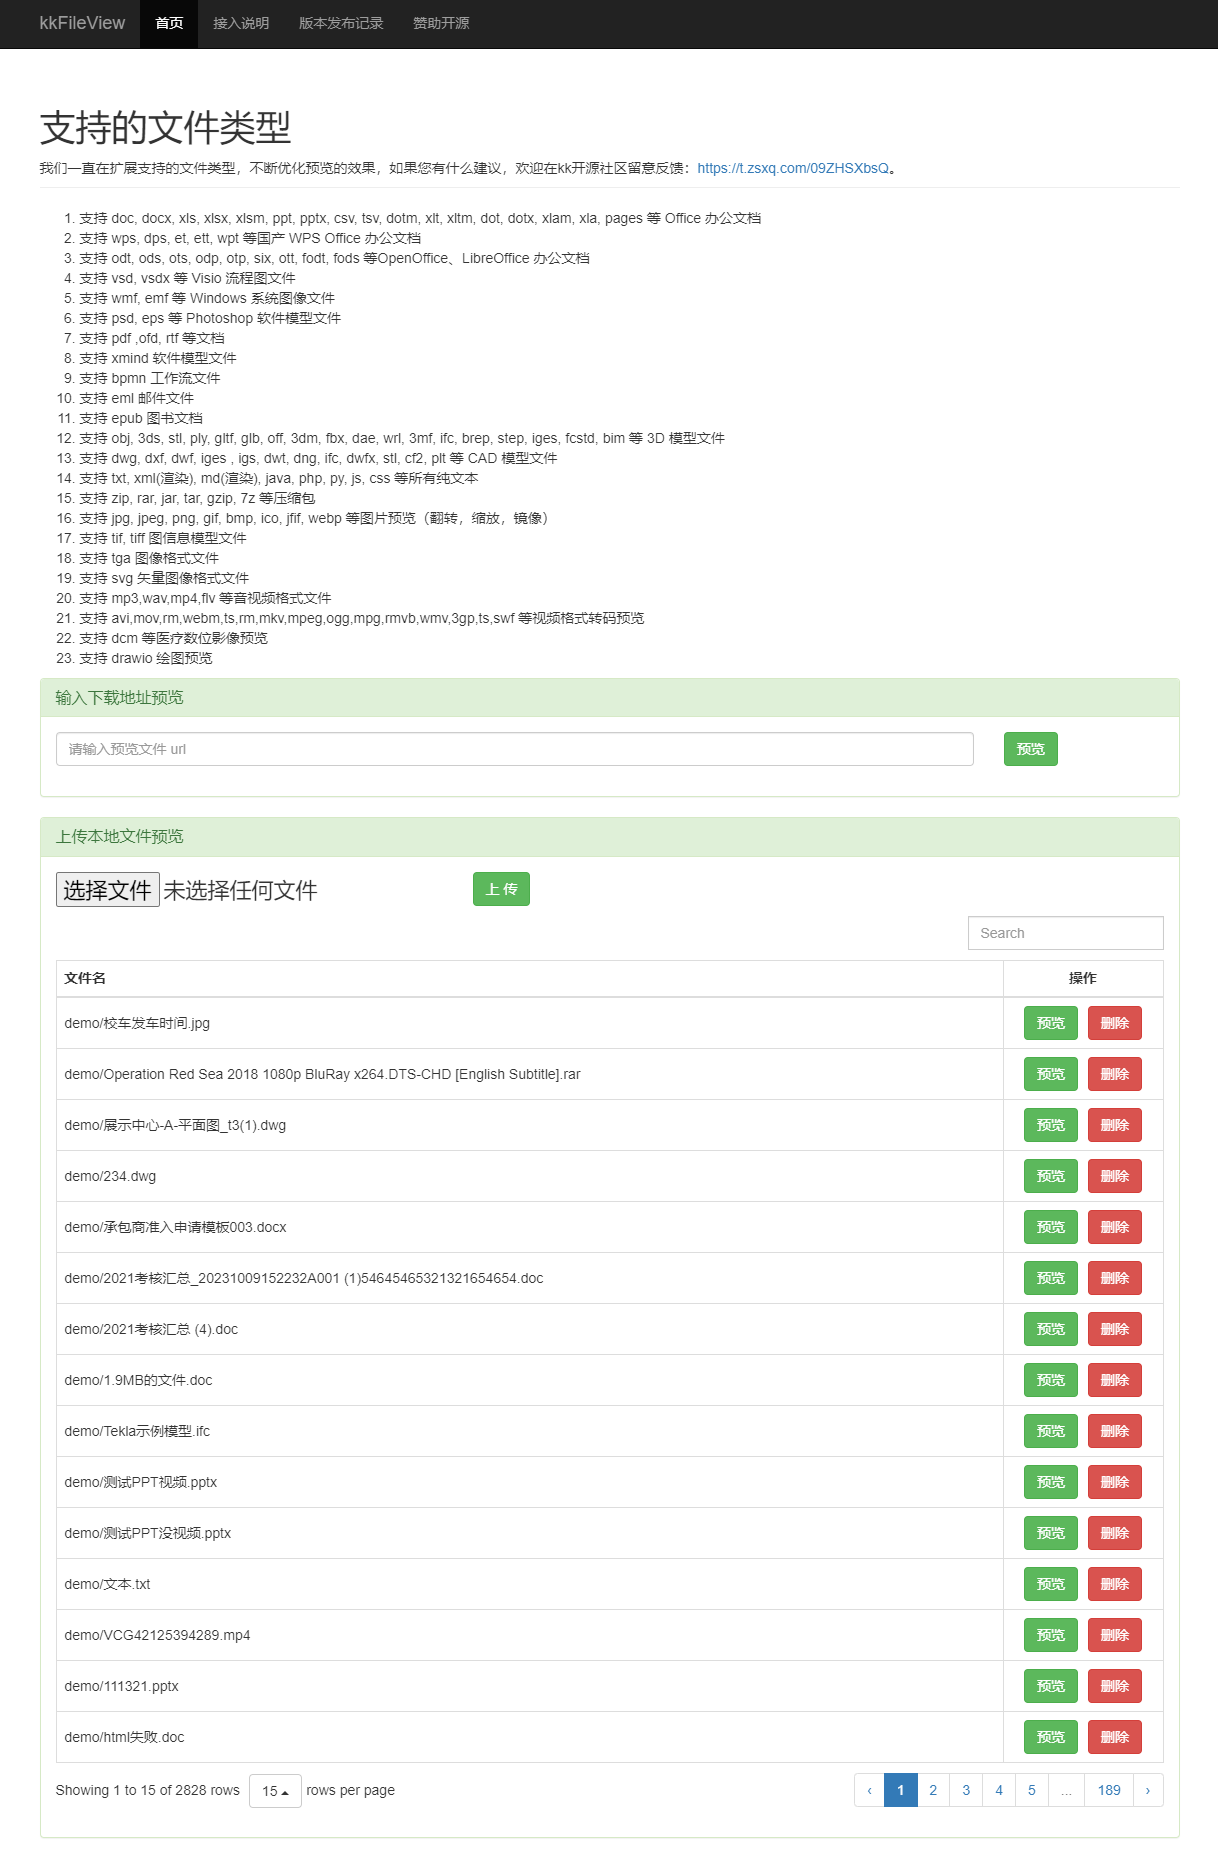 kkFileView 首页 接入说明 版本发布记录 赞助开源
支持的文件类型
我们一直在扩展支持的文件类型，不断优化预览的效果，如果您有什么建议，欢迎在kk开源社区留意反馈：https://t.zsxq.com/09ZHSXbsQ。
1. 支持 doc, docx, xls, xlsx, xlsm, ppt, pptx, csv, tsv, dotm, xlt, xltm, dot, dotx, xlam, xla, pages 等 Office 办公文档
2. 支持 wps, dps, et, ett, wpt 等国产 WPS Office 办公文档
3. 支持 odt, ods, ots, odp, otp, six, ott, fodt, fods 等OpenOffice、LibreOffice 办公文档
4. 支持 vsd, vsdx 等 Visio 流程图文件
5. 支持 wmf, emf 等 Windows 系统图像文件
6. 支持 psd, eps 等 Photoshop 软件模型文件
7. 支持 pdf ,ofd, rtf 等文档
8. 支持 xmind 软件模型文件
9. 支持 bpmn 工作流文件
10. 支持 eml 邮件文件
11. 支持 epub 图书文档
12. 支持 obj, 3ds, stl, ply, gltf, glb, off, 3dm, fbx, dae, wrl, 3mf, ifc, brep, step, iges, fcstd, bim 等 3D 模型文件
13. 支持 dwg, dxf, dwf, iges , igs, dwt, dng, ifc, dwfx, stl, cf2, plt 等 CAD 模型文件
14. 支持 txt, xml(渲染), md(渲染), java, php, py, js, css 等所有纯文本
15. 支持 zip, rar, jar, tar, gzip, 7z 等压缩包
16. 支持 jpg, jpeg, png, gif, bmp, ico, jfif, webp 等图片预览（翻转，缩放，镜像）
17. 支持 tif, tiff 图信息模型文件
18. 支持 tga 图像格式文件
19. 支持 svg 矢量图像格式文件
20. 支持 mp3,wav,mp4,flv 等音视频格式文件
21. 支持 avi,mov,rm,webm,ts,rm,mkv,mpeg,ogg,mpg,rmvb,wmv,3gp,ts,swf 等视频格式转码预览
22. 支持 dcm 等医疗数位影像预览
23. 支持 drawio 绘图预览
输入下载地址预览
请输入预览文件 url 预览
上传本地文件预览
选择文件 未选择任何文件 上 传
Search
文件名 操作
demo/校车发车时间.jpg 预览 删除
demo/Operation Red Sea 2018 1080p BluRay x264.DTS-CHD [English Subtitle].rar 预览 删除
demo/展示中心-A-平面图_t3(1).dwg 预览 删除
demo/234.dwg 预览 删除
demo/承包商准入申请模板003.docx 预览 删除
demo/2021考核汇总_20231009152232A001 (1)54645465321321654654.doc 预览 删除
demo/2021考核汇总 (4).doc 预览 删除
demo/1.9MB的文件.doc 预览 删除
demo/Tekla示例模型.ifc 预览 删除
demo/测试PPT视频.pptx 预览 删除
demo/测试PPT没视频.pptx 预览 删除
demo/文本.txt 预览 删除
demo/VCG42125394289.mp4 预览 删除
demo/111321.pptx 预览 删除
demo/html失败.doc 预览 删除
Showing 1 to 15 of 2828 rows 15 rows per page ‹ 1 2 3 4 5 ... 189 ›